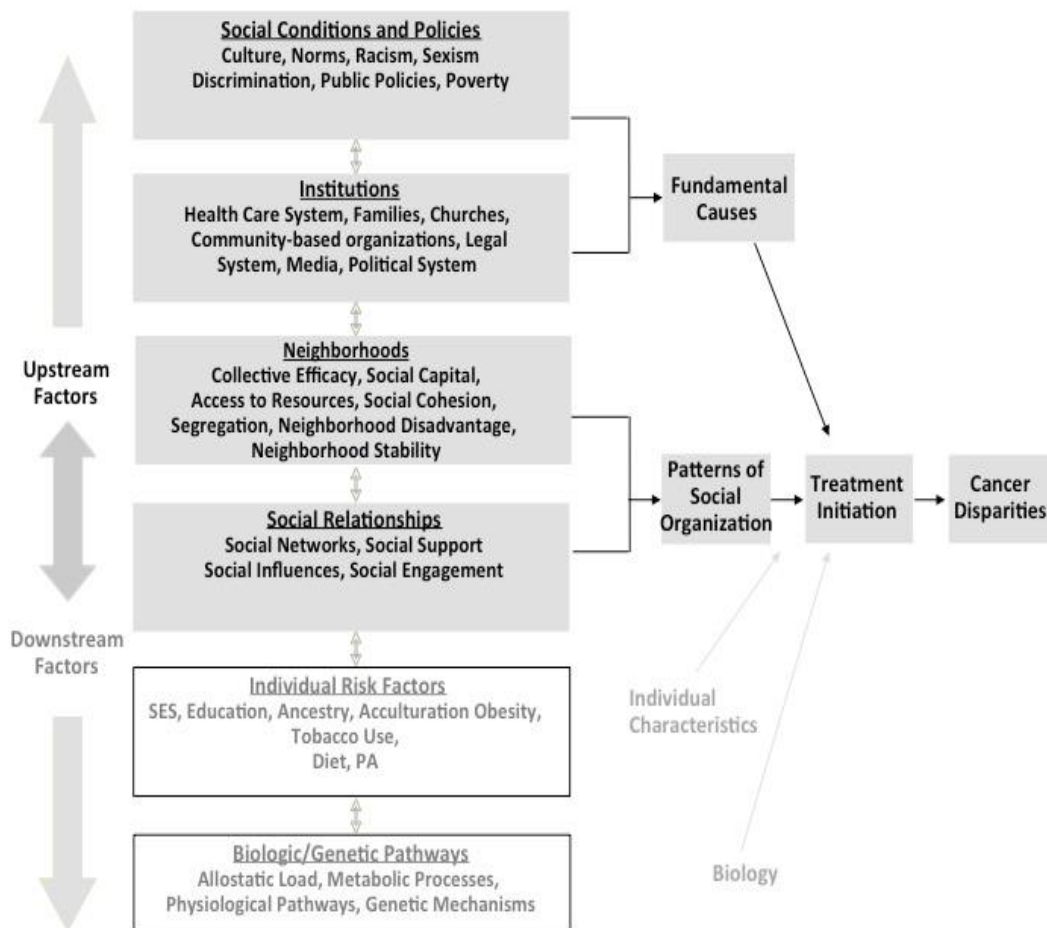 Social Conditions and Policies
Culture, Norms, Racism, Sexism
Discrimination, Public Policies, Poverty
Institutions
Health Care System, Families, Churches,
Community-based organizations, Legal
System, Media, Political System
Fundamental
Causes
Upstream
Factors
Neighborhoods
Collective Efficacy, Social Capital,
Access to Resources, Social Cohesion,
Segregation, Neighborhood Disadvantage,
Neighborhood Stability
Patterns of
Social
Organization
Treatment
Initiation
Cancer
Disparities
Social Relationships
Social Networks, Social Support
Social Influences, Social Engagement
Downstream
Factors
Individual Risk Factors
SES, Education, Ancestry, Acculturation Obesity,
Tobacco Use,
Diet, PA
Individual
Characteristics
Biologic/Genetic Pathways
Allostatic Load, Metabolic Processes,
Physiological Pathways, Genetic Mechanisms
Biology